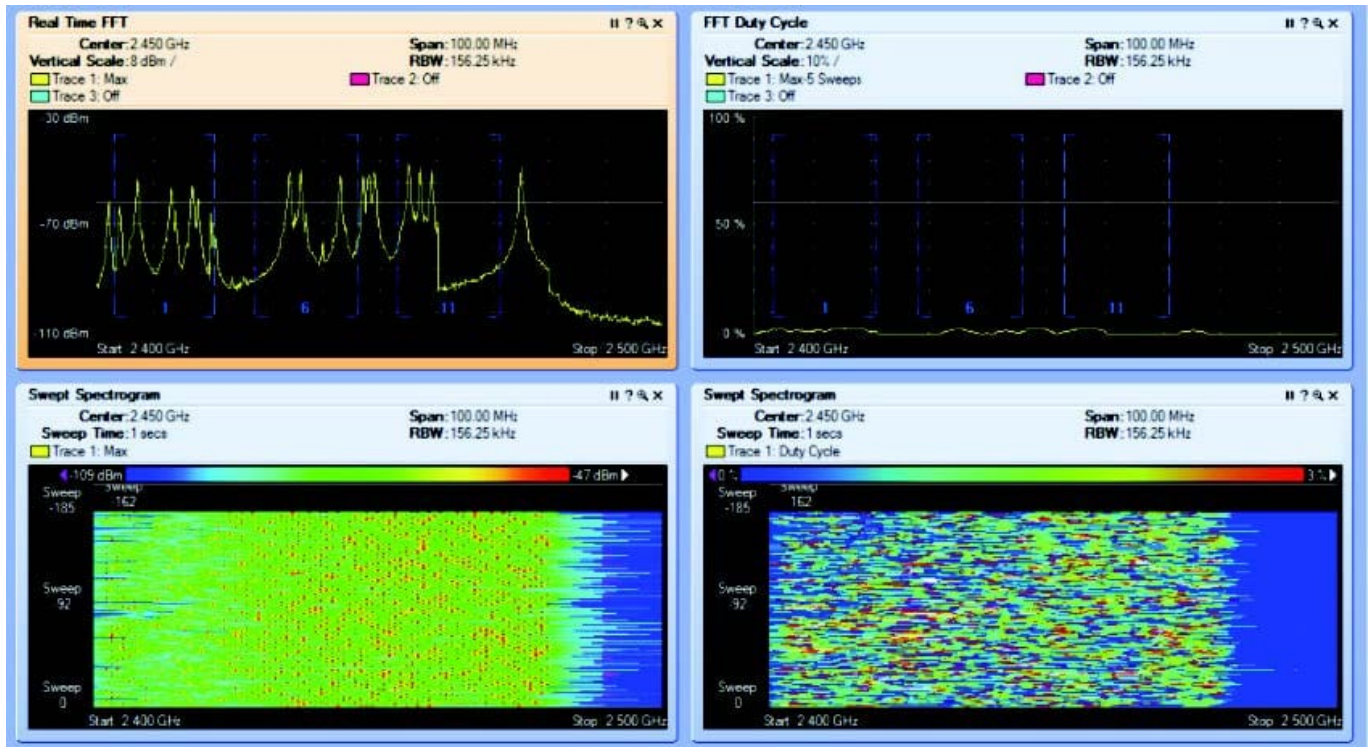 Real Time FFT
Center: 2.450 GHz Span: 100.00 MHz
Vertical Scale: 8 dBm / RBW: 156.25 kHz
Trace 1: Max Trace 2: Off
Trace 3: Off
-30 dBm
-70 dBm
1 6 11
-110 dBm
Start 2.400 GHz Stop 2.500 GHz
FFT Duty Cycle
Center: 2.450 GHz Span: 100.00 MHz
Vertical Scale: 10% / RBW: 156.25 kHz
Trace 1: Max-5 Sweeps Trace 2: Off
Trace 3: Off
100 %
50 %
1 6 11
0 %
Start 2.400 GHz Stop 2.500 GHz
Swept Spectrogram
Center: 2.450 GHz Span: 100.00 MHz
Sweep Time: 1 secs RBW: 156.25 kHz
Trace 1: Max
-109 dBm -47 dBm
Sweep Sweep
-185 -162
Sweep
92
Sweep
0
Start 2.400 GHz Stop 2.500 GHz
Swept Spectrogram
Center: 2.450 GHz Span: 100.00 MHz
Sweep Time: 1 secs RBW: 156.25 kHz
Trace 1: Duty Cycle
0 % 3 %
Sweep Sweep
-185 162
Sweep
92
Sweep
0
Start 2.400 GHz Stop 2.500 GHz